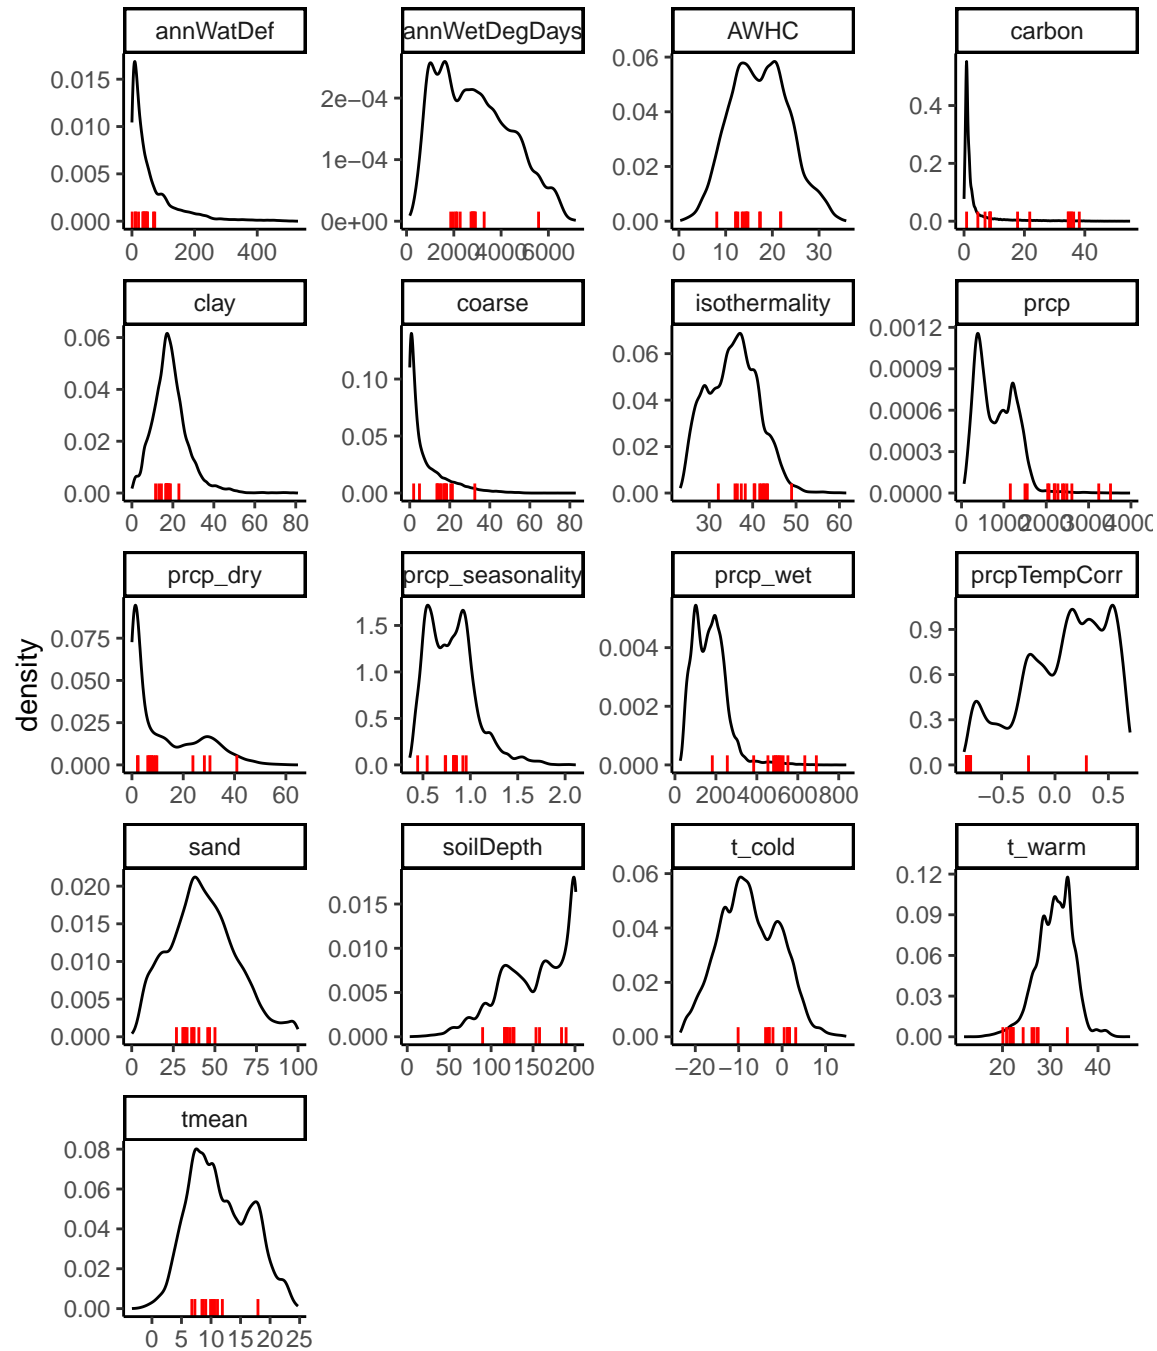 annWatDef
annWetDegDays
AWHC
carbon
0.015
0.010
0.005
0.000
0 200 400
2e−04
1e−04
0e+00
0 2000 4000 6000
0.06
0.04
0.02
0.00
0 10 20 30
0.4
0.2
0.0
0 20 40
clay
coarse
isothermality
prcp
0.06
0.04
0.02
0.00
0 20 40 60 80
0.10
0.05
0.00
0 20 40 60 80
0.06
0.04
0.02
0.00
30 40 50 60
0.0012
0.0009
0.0006
0.0003
0.0000
0 1000 2000 3000 4000
prcp_dry
prcp_seasonality
prcp_wet
prcpTempCorr
density
0.075
0.050
0.025
0.000
0 20 40 60
1.5
1.0
0.5
0.0
0.5 1.0 1.5 2.0
0.004
0.002
0.000
0 200 400 600 800
0.9
0.6
0.3
0.0
−0.5 0.0 0.5
sand
soilDepth
t_cold
t_warm
0.020
0.015
0.010
0.005
0.000
0 25 50 75 100
0.015
0.010
0.005
0.000
0 50 100 150 200
0.06
0.04
0.02
0.00
−20 −10 0 10
0.12
0.09
0.06
0.03
0.00
20 30 40
tmean
0.08
0.06
0.04
0.02
0.00
0 5 10 15 20 25